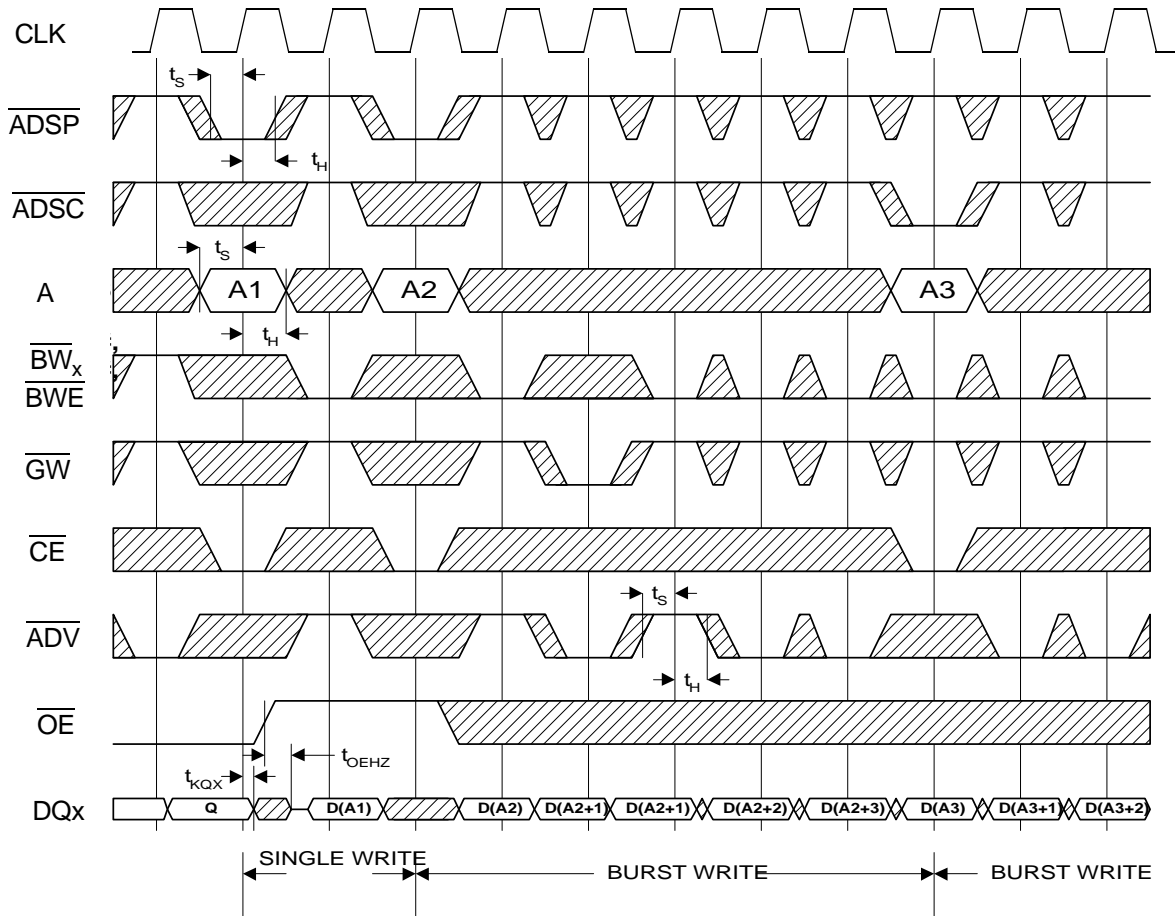 CLK
tS
ADSP
tH
ADSC
tS
A
A1 A2 A3
tH
BWx
BWE
GW
CE
tS
ADV
tH
OE
tOEHZ
tKQX
DQx
Q D(A1) D(A2) D(A2+1) D(A2+1) D(A2+2) D(A2+3) D(A3) D(A3+1) D(A3+2)
SINGLE WRITE BURST WRITE BURST WRITE